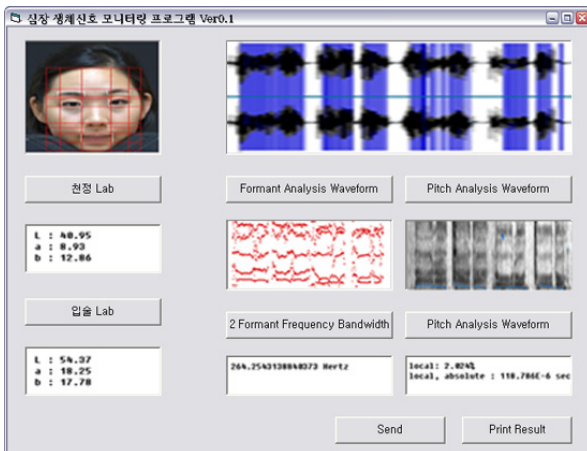 심장 생체신호 모니터링 프로그램 Ver0.1
천정 Lab
Formant Analysis Waveform
Pitch Analysis Waveform
L : 40.95
a : 8.93
b : 12.86
입술 Lab
2 Formant Frequency Bandwidth
Pitch Analysis Waveform
L : 54.37
a : 18.25
b : 17.78
264.2543138840373 Hertz
local: 2.024%
local, absolute : 118.786E-6 sec
Send
Print Result